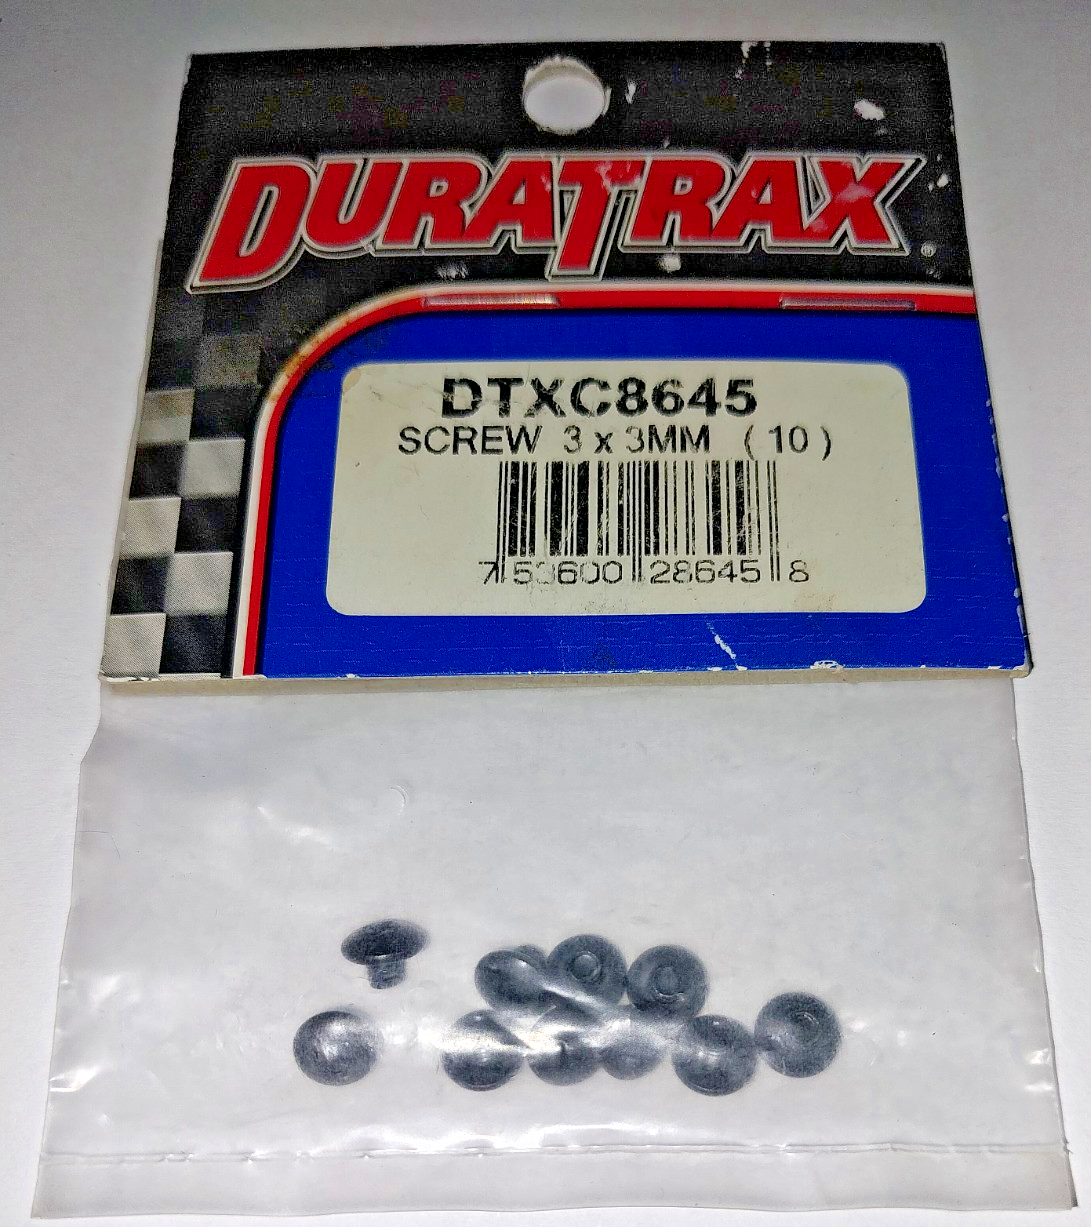 DURATRAX®
DTXC8645
SCREW 3 x 3MM (10)
7 53600 28645 8